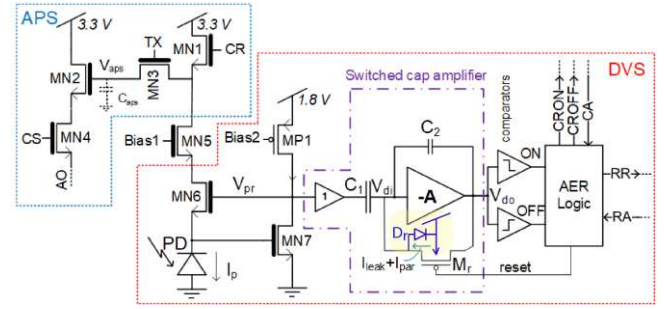 APS
3.3 V
3.3 V
TX
MN1
CR
DVS
MN2
V_aps
MN3
C_aps
Switched cap amplifier
comparators
CRON
CROFF
CA
1.8 V
CS
MN4
Bias1
MN5
Bias2
MP1
C_2
ON
AO
MN6
V_pr
1
C_1
V_di
-A
V_do
AER
Logic
RR
RA
OFF
PD
MN7
D_r
I_p
I_leak+I_par
M_r
reset